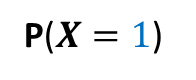 P(X = 1)